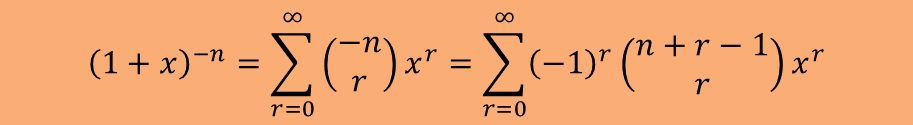 (1 + x)^{-n} = \sum_{r=0}^{\infty} \binom{-n}{r} x^r = \sum_{r=0}^{\infty} (-1)^r \binom{n + r - 1}{r} x^r